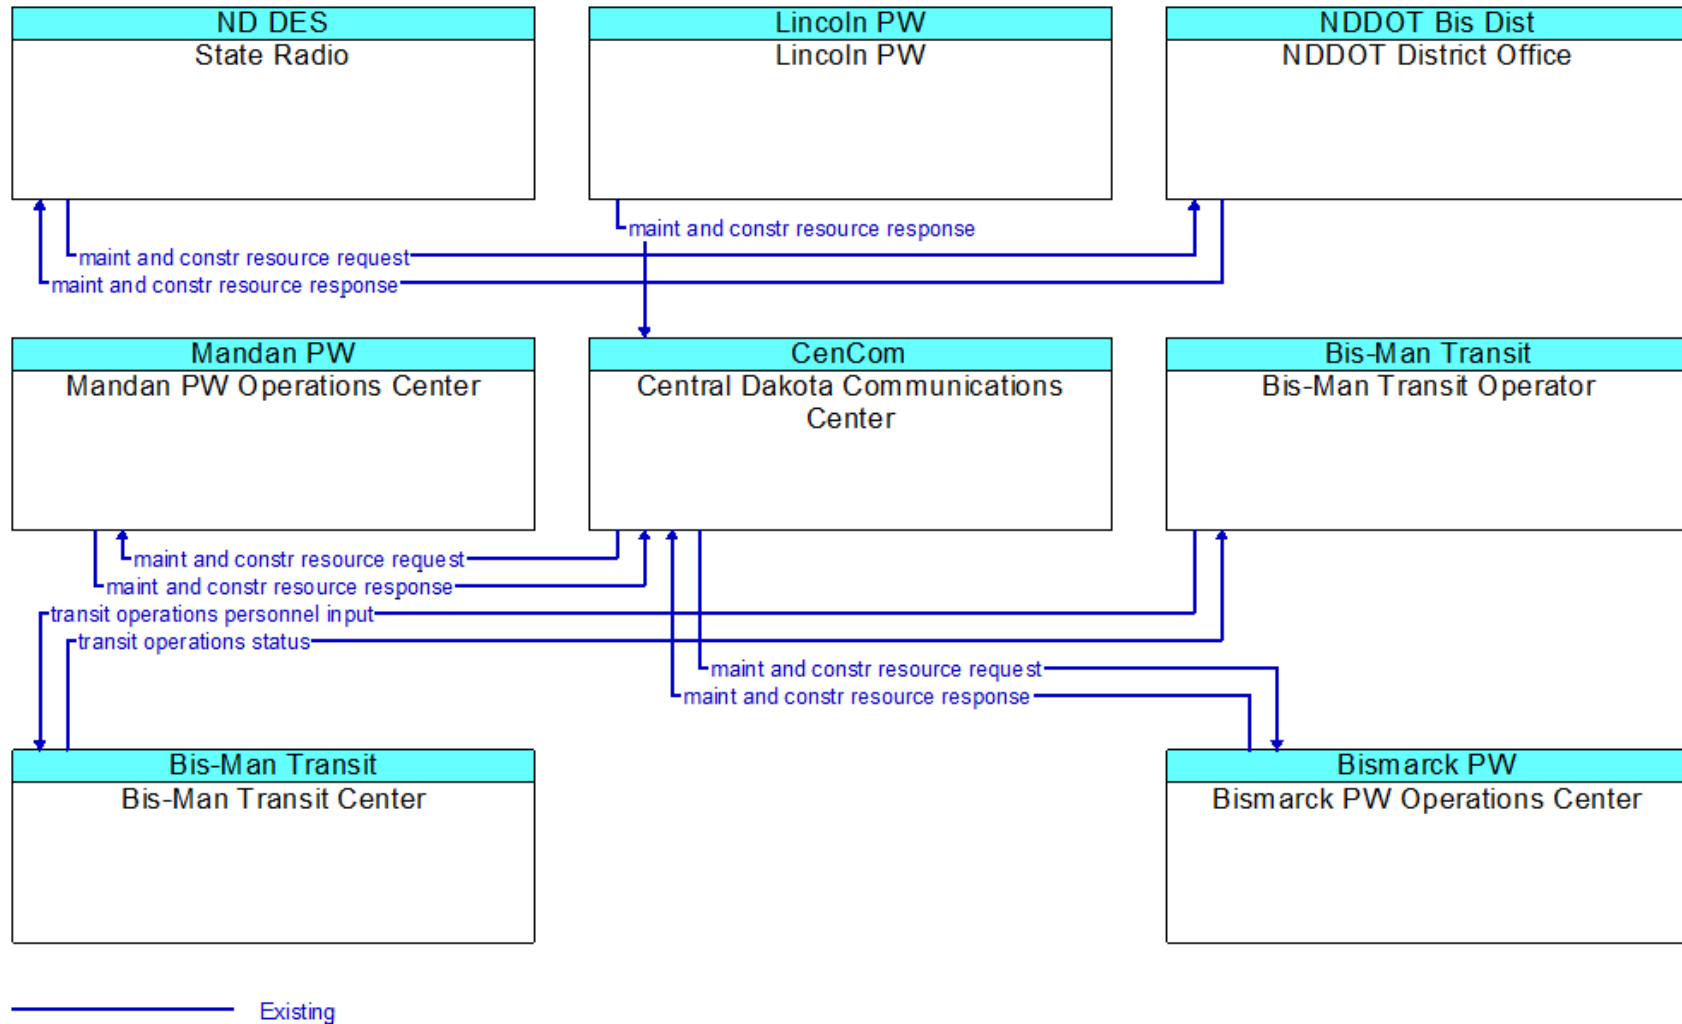 ND DES
State Radio
Lincoln PW
Lincoln PW
NDDOT Bis Dist
NDDOT District Office
maint and constr resource response
maint and constr resource request
maint and constr resource response
Mandan PW
Mandan PW Operations Center
CenCom
Central Dakota Communications
Center
Bis-Man Transit
Bis-Man Transit Operator
maint and constr resource request
maint and constr resource response
transit operations personnel input
transit operations status
maint and constr resource request
maint and constr resource response
Bis-Man Transit
Bis-Man Transit Center
Bismarck PW
Bismarck PW Operations Center
Existing